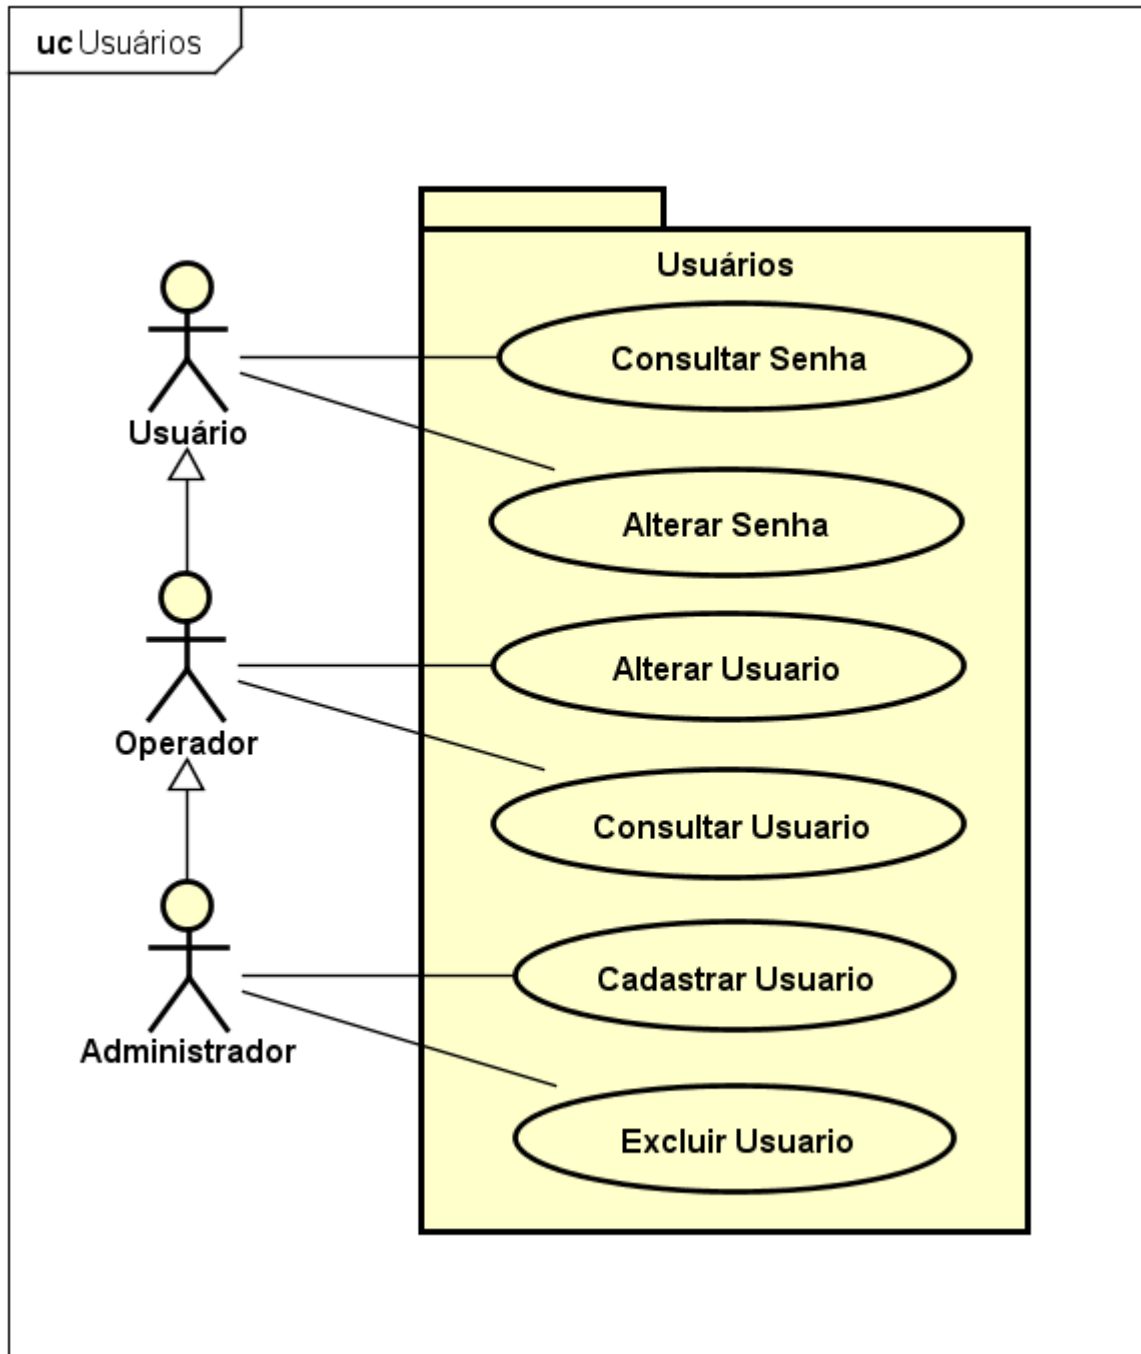 uc Usuários
Usuários
Consultar Senha
Usuário
Alterar Senha
Alterar Usuario
Operador
Consultar Usuario
Cadastrar Usuario
Administrador
Excluir Usuario